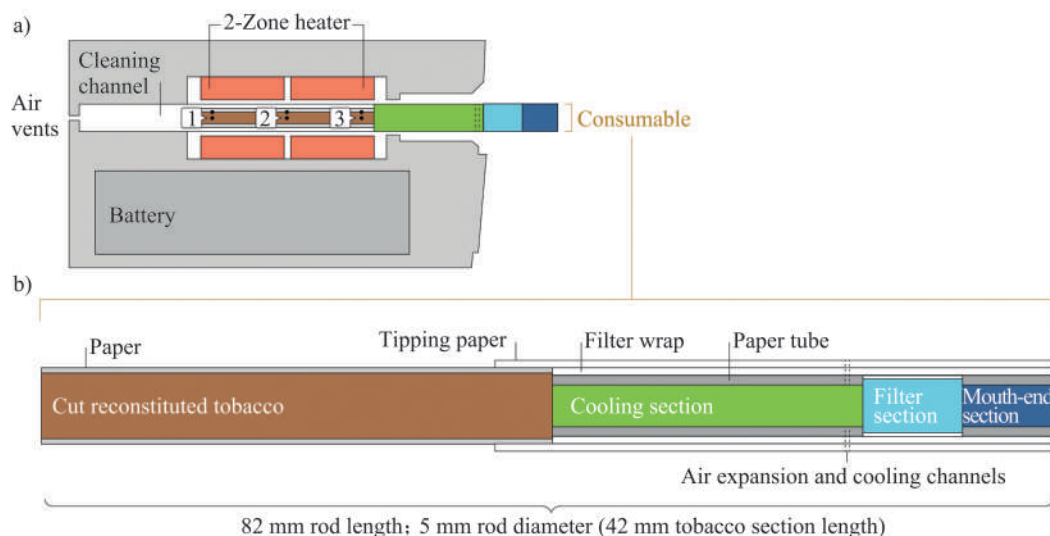 a)
2-Zone heater
Cleaning
channel
Air
vents
1
2
3
Consumable
Battery
b)
Paper
Tipping paper
Filter wrap
Paper tube
Cut reconstituted tobacco
Cooling section
Filter
section
Mouth-end
section
Air expansion and cooling channels
82 mm rod length; 5 mm rod diameter (42 mm tobacco section length)